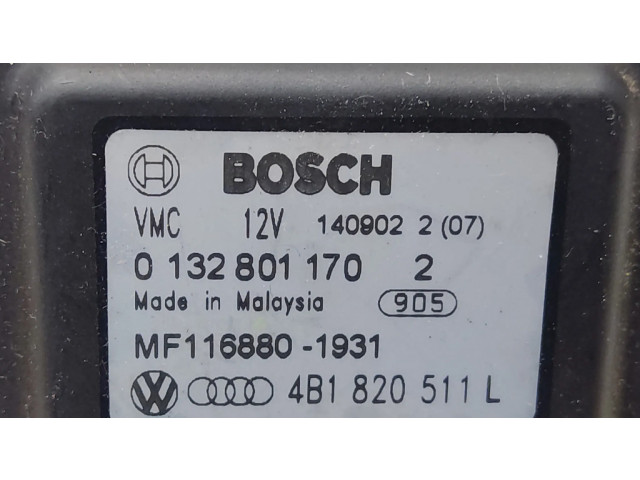 BOSCH
VMC 12V 140902 2 (07)
0 132 801 170 2
Made in Malaysia 905
MF116880-1931
VW 4B1 820 511 L